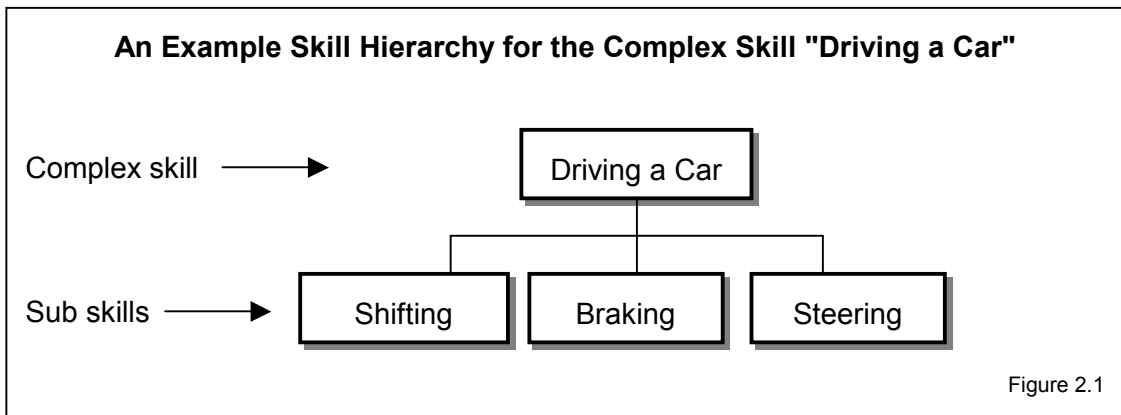 An Example Skill Hierarchy for the Complex Skill "Driving a Car"
Complex skill
Driving a Car
Sub skills
Shifting
Braking
Steering
Figure 2.1